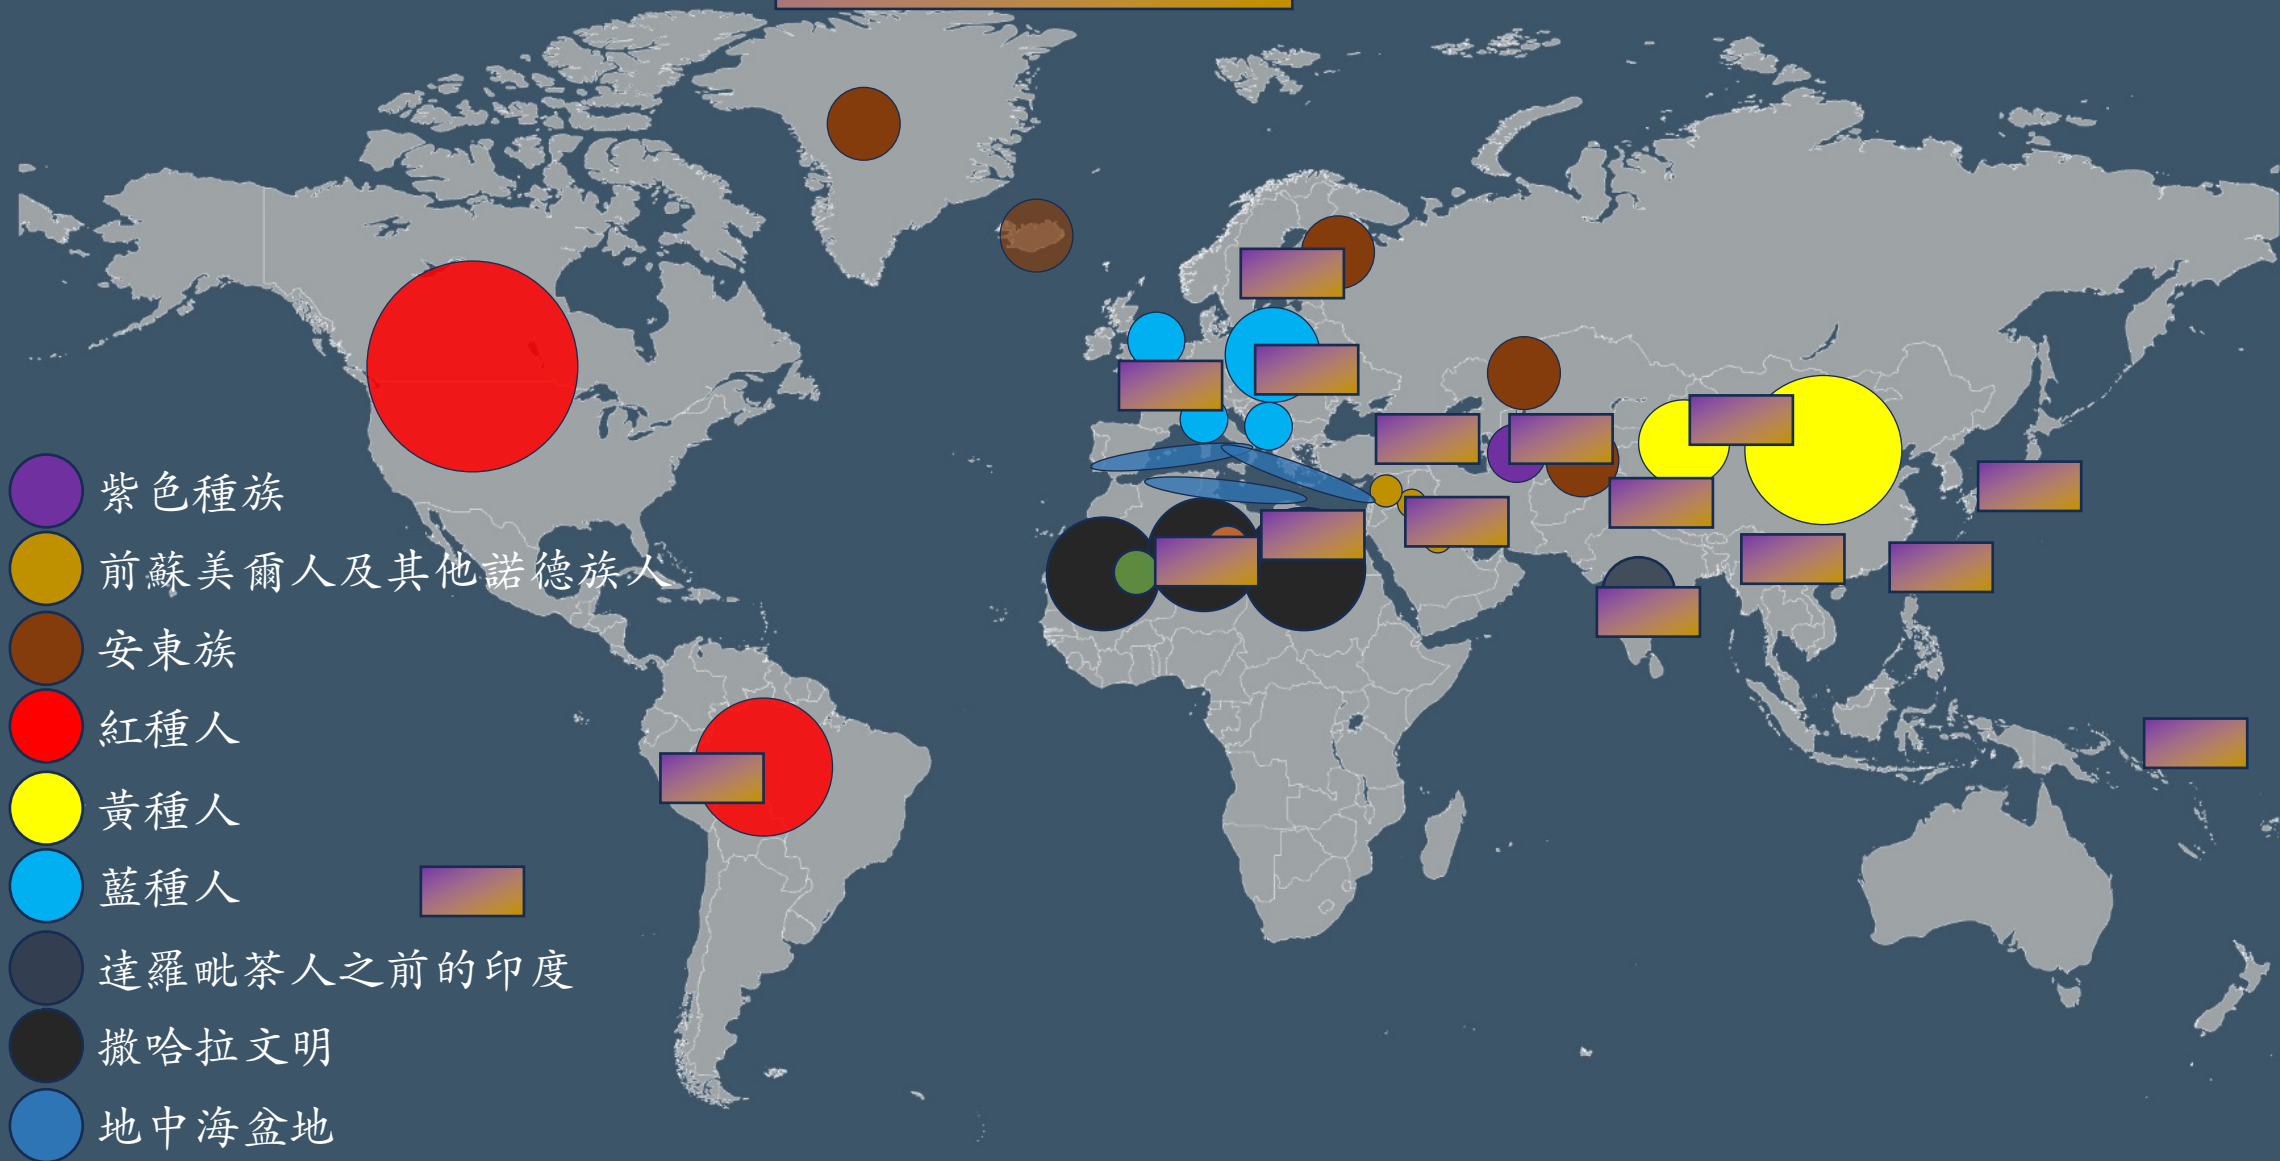 紫色種族
前蘇美爾人及其他諾德族人
安東族
紅種人
黃種人
藍種人
達羅毗荼人之前的印度
撒哈拉文明
地中海盆地